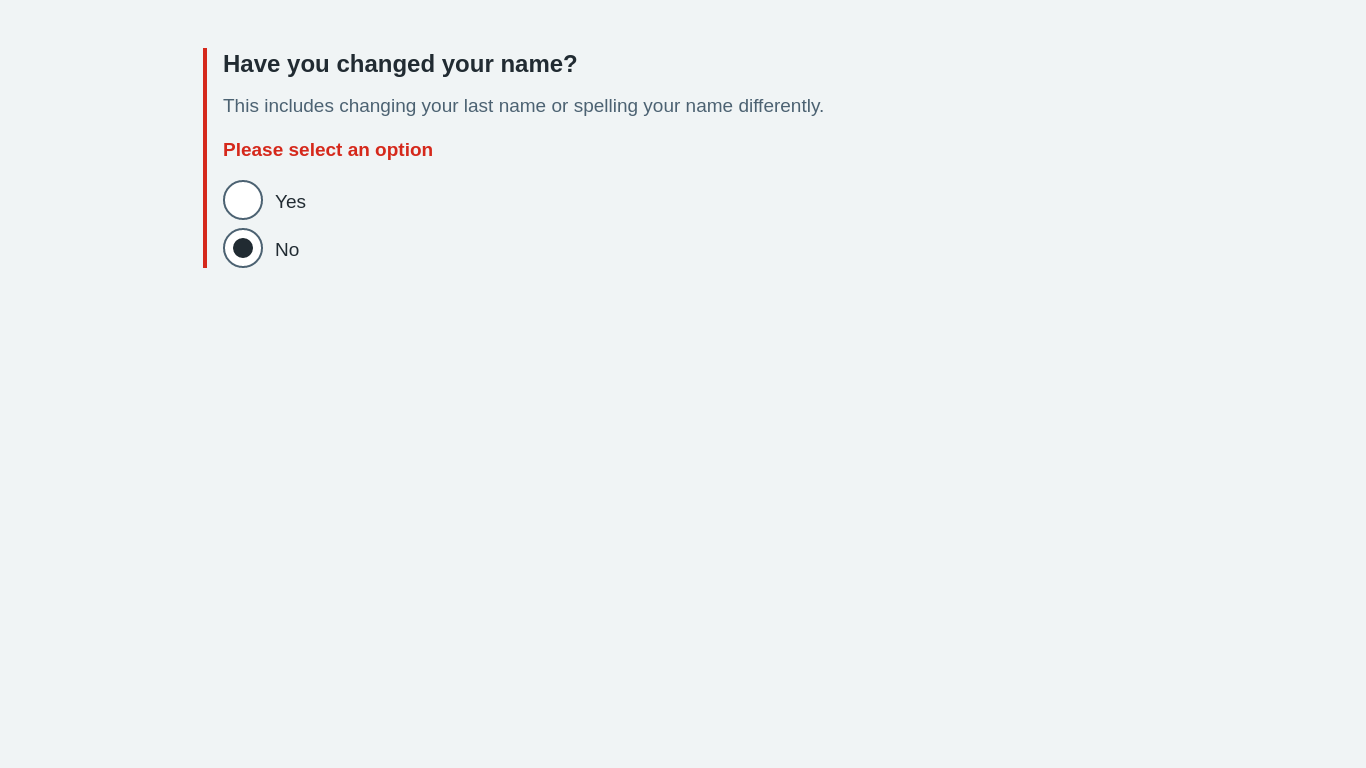 Have you changed your name?
This includes changing your last name or spelling your name differently.
Please select an option
Yes
No